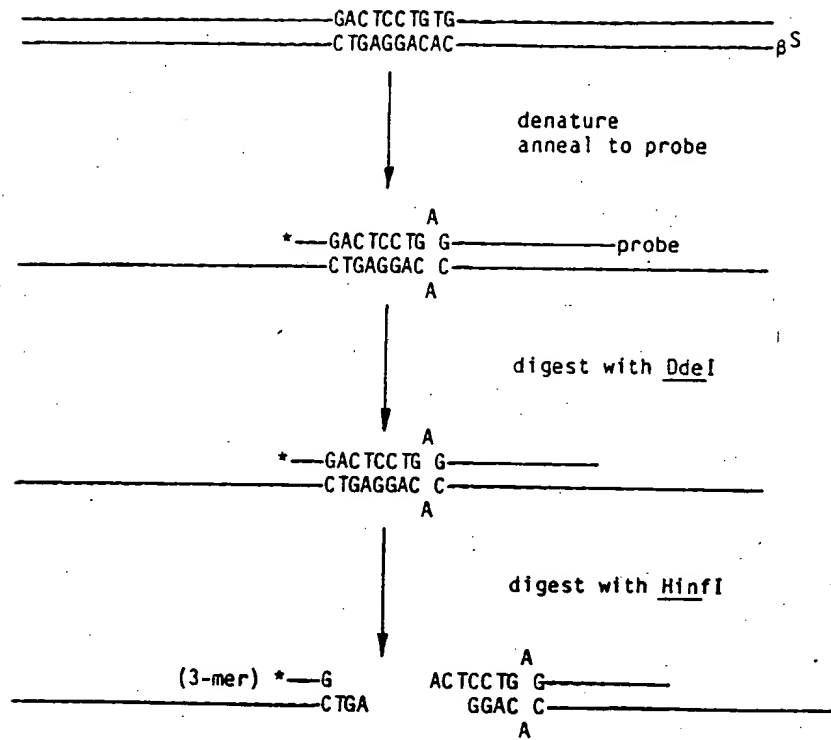 GACTCCTGTG
CTGAGGACAC βS
denature
anneal to probe
A
* GACTCCTG G probe
CTGAGGAC C
A
digest with DdeI
A
* GACTCCTG G
CTGAGGAC C
A
digest with HinfI
A
(3-mer) * G ACTCCTG G
CTGA GGAC C
A